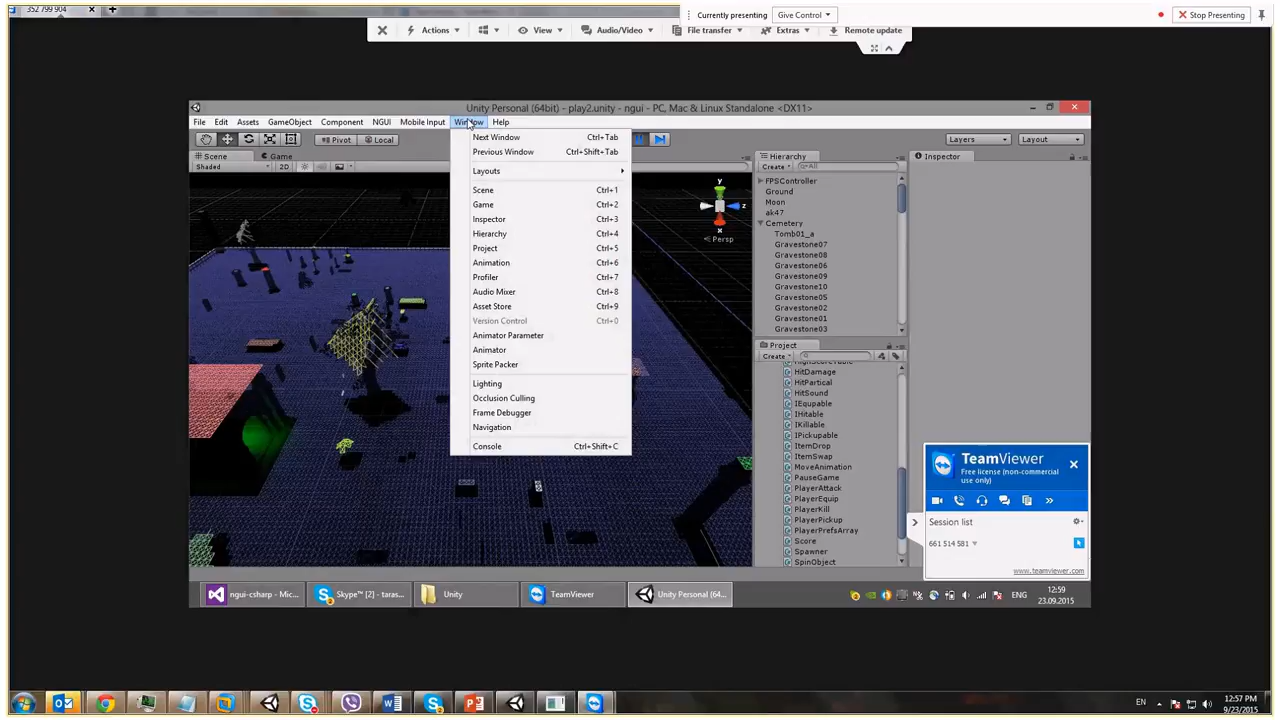 352 799 904
Currently presenting
Give Control
Stop Presenting
Actions
View
Audio/Video
File transfer
Extras
Remote update
Unity Personal (64bit) - play2.unity - ngui - PC, Mac & Linux Standalone <DX11>
File Edit Assets GameObject Component NGUI Mobile Input Window Help
Pivot
Local
Layers
Layout
Scene
Game
Shaded
2D
y
z
x
Persp
Next Window Ctrl+Tab
Previous Window Ctrl+Shift+Tab
Layouts
Scene Ctrl+1
Game Ctrl+2
Inspector Ctrl+3
Hierarchy Ctrl+4
Project Ctrl+5
Animation Ctrl+6
Profiler Ctrl+7
Audio Mixer Ctrl+8
Asset Store Ctrl+9
Version Control Ctrl+0
Animator Parameter
Animator
Sprite Packer
Lighting
Occlusion Culling
Frame Debugger
Navigation
Console Ctrl+Shift+C
Hierarchy
Create
All
FPSController
Ground
Moon
ak47
Cemetery
Tomb01_a
Gravestone07
Gravestone08
Gravestone06
Gravestone09
Gravestone10
Gravestone05
Gravestone02
Gravestone01
Gravestone03
Project
Create
HitDamage
HitPartical
HitSound
IEqupable
IHitable
IKillable
IPickupable
ItemDrop
ItemSwap
MoveAnimation
PauseGame
PlayerAttack
PlayerEquip
PlayerKill
PlayerPickup
PlayerPrefsArray
Score
Spawner
SpinObject
Inspector
TeamViewer
Free license (non-commercial
use only)
Session list
661 514 581
www.teamviewer.com
ngui-csharp - Mic...
Skype™ [2] - taras...
Unity
TeamViewer
Unity Personal (64...
ENG
12:59
23.09.2015
EN
12:57 PM
9/23/2015